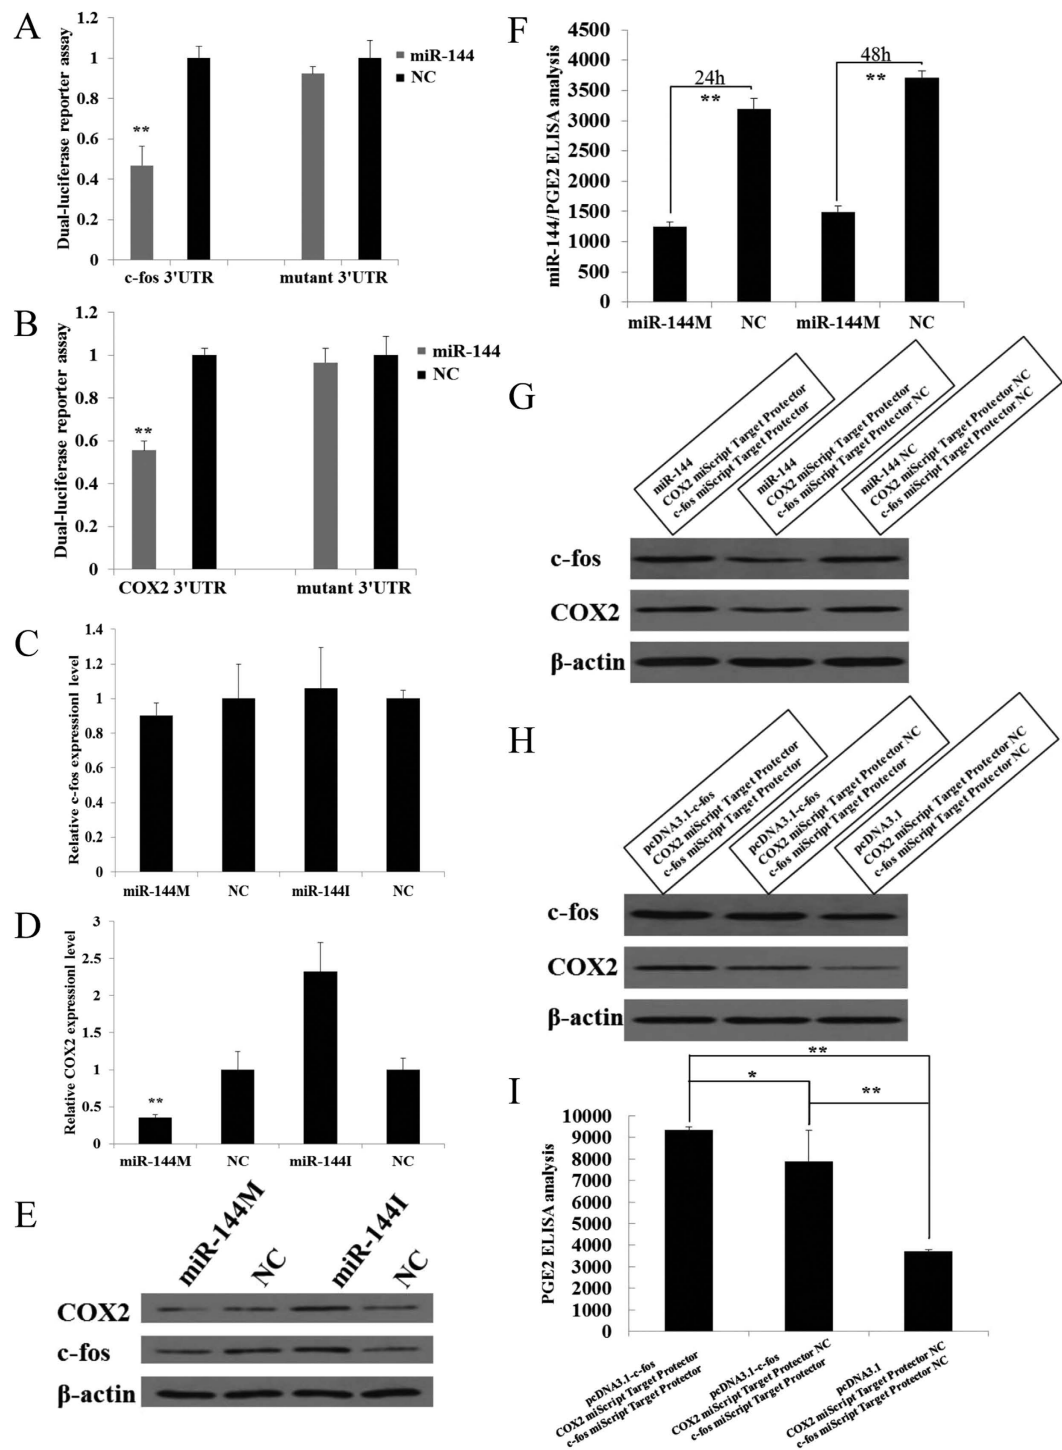 A
Dual-luciferase reporter assay
1.2
1
0.8
0.6
0.4
0.2
0
**
miR-144
NC
c-fos 3'UTR
mutant 3'UTR
B
Dual-luciferase reporter assay
1.2
1
0.8
0.6
0.4
0.2
0
**
miR-144
NC
COX2 3'UTR
mutant 3'UTR
C
Relative c-fos expressionl level
1.4
1.2
1
0.8
0.6
0.4
0.2
0
miR-144M
NC
miR-144I
NC
D
Relative COX2 expressionl level
3
2.5
2
1.5
1
0.5
0
**
miR-144M
NC
miR-144I
NC
E
miR-144M
NC
miR-144I
NC
COX2
c-fos
β-actin
F
miR-144/PGE2 ELISA analysis
4500
4000
3500
3000
2500
2000
1500
1000
500
0
24h
**
48h
**
miR-144M
NC
miR-144M
NC
G
miR-144
COX2 miScript Target Protector
c-fos miScript Target Protector
miR-144
COX2 miScript Target Protector
c-fos miScript Target Protector NC
miR-144 NC
COX2 miScript Target Protector NC
c-fos miScript Target Protector NC
c-fos
COX2
β-actin
H
pcDNA3.1-c-fos
COX2 miScript Target Protector
c-fos miScript Target Protector
pcDNA3.1-c-fos
COX2 miScript Target Protector NC
c-fos miScript Target Protector
pcDNA3.1
COX2 miScript Target Protector NC
c-fos miScript Target Protector NC
c-fos
COX2
β-actin
I
PGE2 ELISA analysis
10000
9000
8000
7000
6000
5000
4000
3000
2000
1000
0
**
*
**
pcDNA3.1-c-fos
COX2 miScript Target Protector
c-fos miScript Target Protector
pcDNA3.1-c-fos
COX2 miScript Target Protector NC
c-fos miScript Target Protector
pcDNA3.1
COX2 miScript Target Protector NC
c-fos miScript Target Protector NC